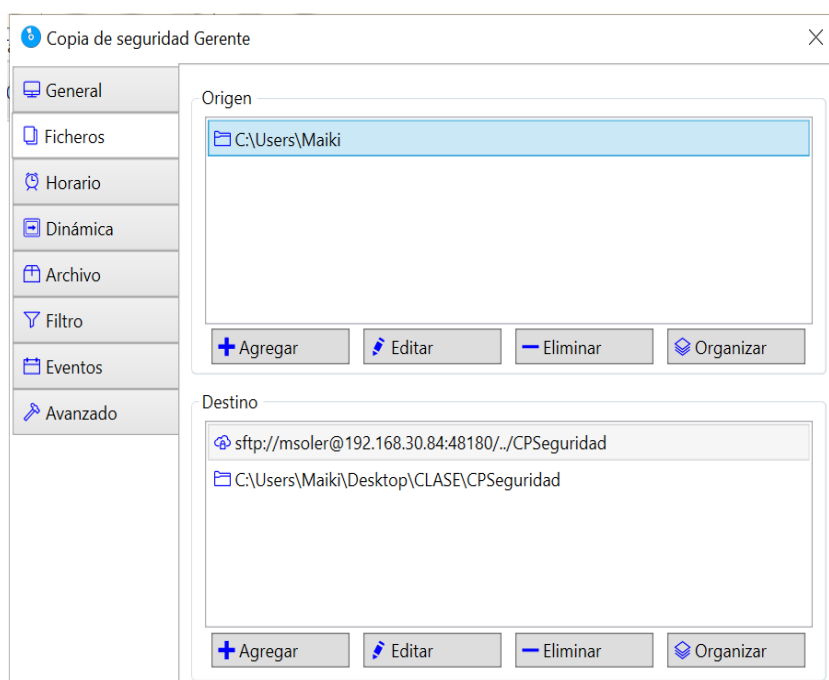 Copia de seguridad Gerente
General
Ficheros
Horario
Dinámica
Archivo
Filtro
Eventos
Avanzado
Origen
C:\Users\Maiki
Agregar
Editar
Eliminar
Organizar
Destino
sftp://msoler@192.168.30.84:48180/../CPSeguridad
C:\Users\Maiki\Desktop\CLASE\CPSeguridad
Agregar
Editar
Eliminar
Organizar